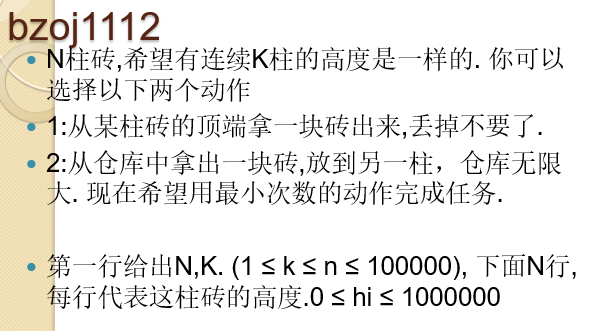 bzoj1112
N柱砖,希望有连续K柱的高度是一样的. 你可以
选择以下两个动作
1:从某柱砖的顶端拿一块砖出来,丢掉不要了.
2:从仓库中拿出一块砖,放到另一柱，仓库无限
大. 现在希望用最小次数的动作完成任务.
第一行给出N,K. (1 ≤ k ≤ n ≤ 100000), 下面N行,
每行代表这柱砖的高度.0 ≤ hi ≤ 1000000